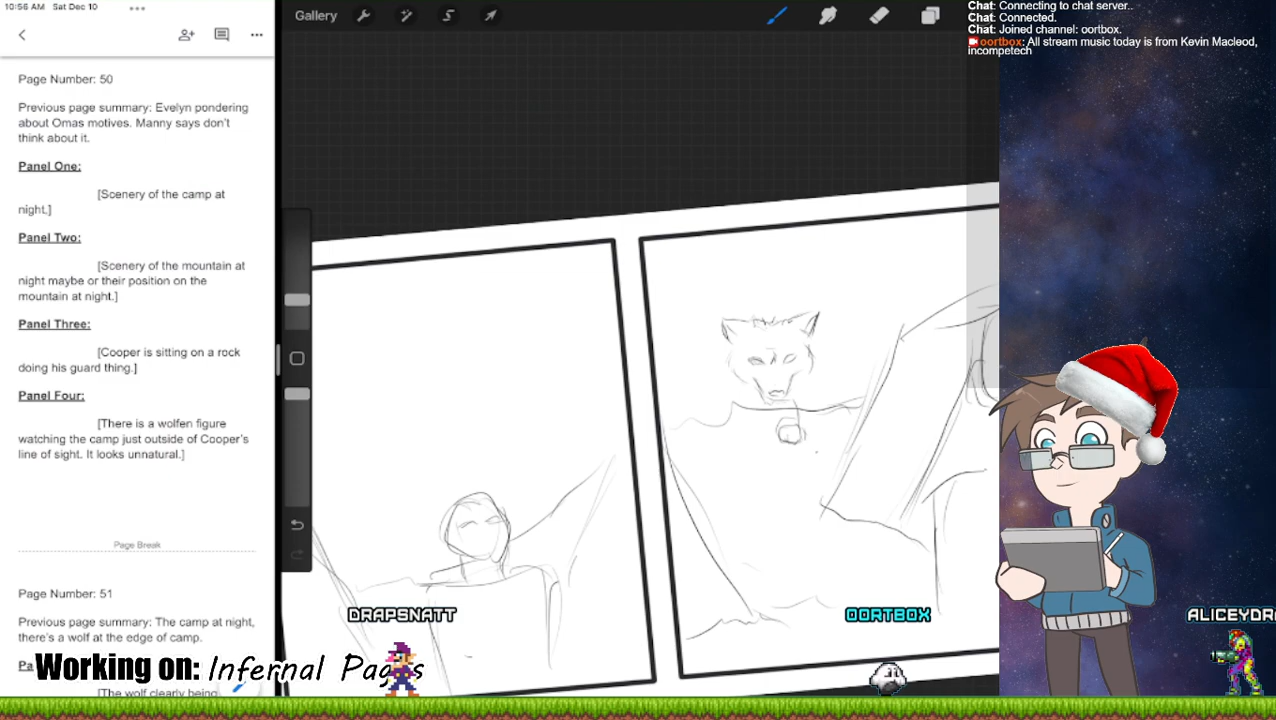 10:56 AM Sat Dec 10
Page Number: 50
Previous page summary: Evelyn pondering
about Omas motives. Manny says don't
think about it.
Panel One:
[Scenery of the camp at
night.]
Panel Two:
[Scenery of the mountain at
night maybe or their position on the
mountain at night.]
Panel Three:
[Cooper is sitting on a rock
doing his guard thing.]
Panel Four:
[There is a wolfen figure
watching the camp just outside of Cooper's
line of sight. It looks unnatural.]
Page Break
Page Number: 51
Previous page summary: The camp at night,
there's a wolf at the edge of camp.
[The wolf clearly being
Gallery
Chat: Connecting to chat server..
Chat: Connected.
Chat: Joined channel: oortbox.
oortbox: All stream music today is from Kevin Macleod,
incompetech
DRAPSNATT
OORTBOX
ALICEYDRA
Working on: Infernal Pages